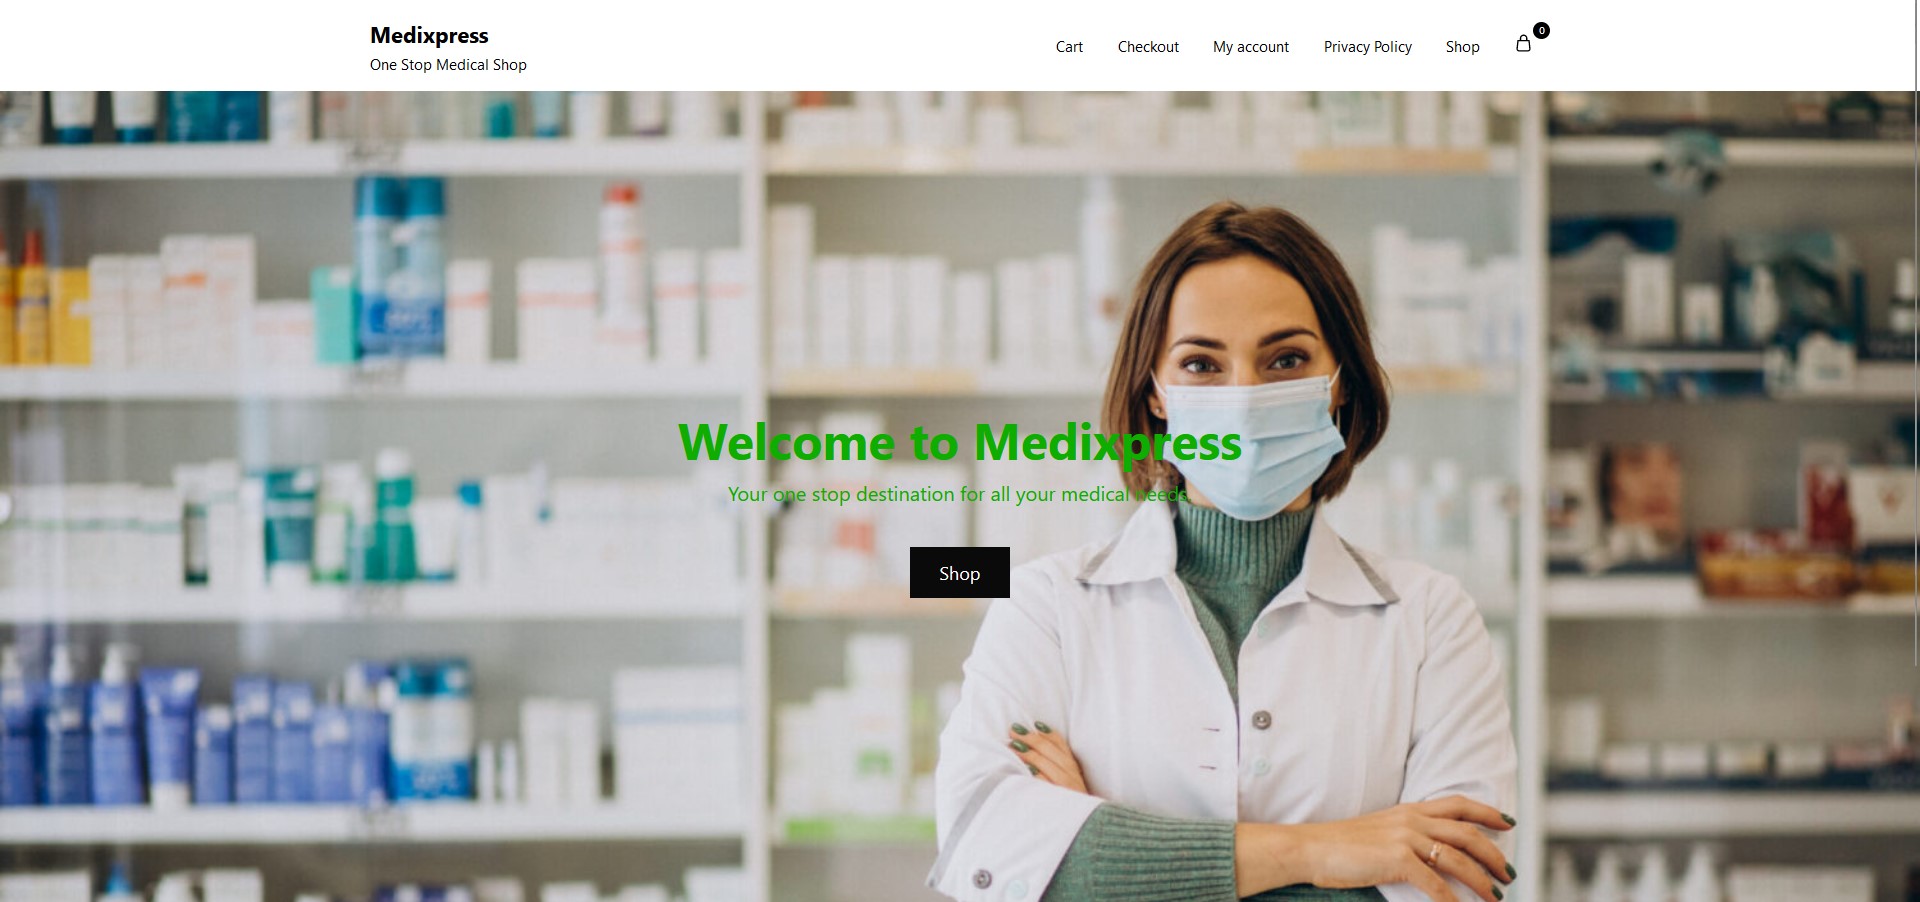 Medixpress
One Stop Medical Shop
Cart Checkout My account Privacy Policy Shop 0
Welcome to Medixpress
Your one stop destination for all your medical needs.
Shop